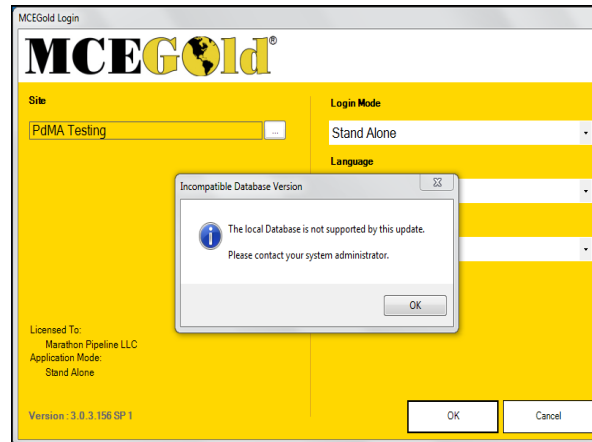 MCEGold Login
MCEGold®
Site
Login Mode
PdMA Testing
...
Stand Alone
Language
Incompatible Database Version
The local Database is not supported by this update.
Please contact your system administrator.
OK
Licensed To:
Marathon Pipeline LLC
Application Mode:
Stand Alone
Version : 3.0.3.156 SP 1
OK
Cancel